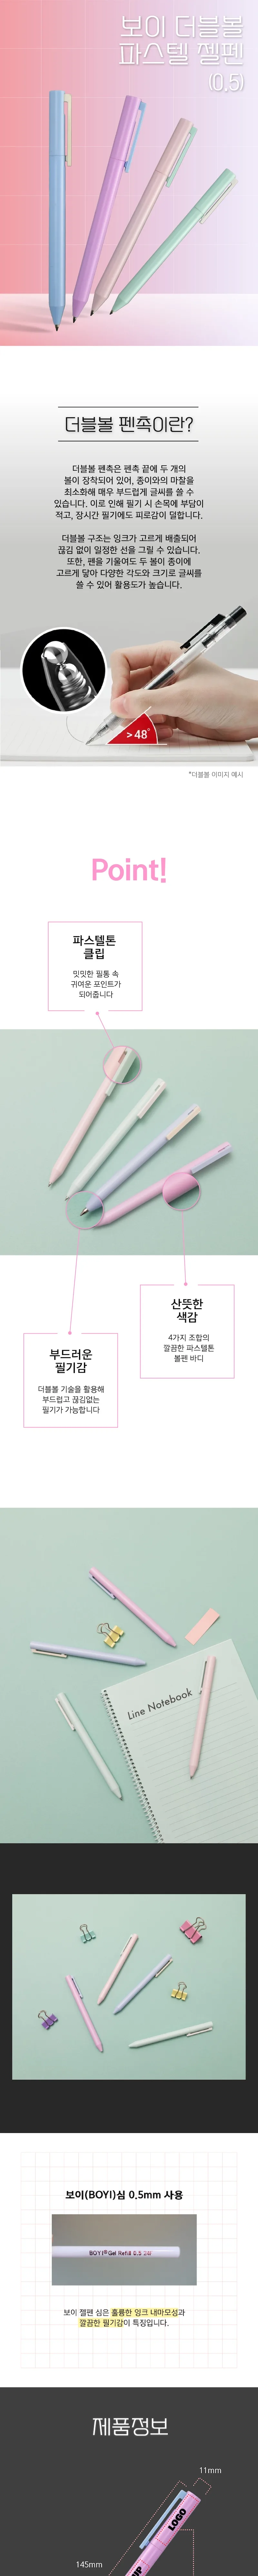 보이 더블볼
파스텔 젤펜
(0.5)
더블볼 펜촉이란?
더블볼 펜촉은 펜촉 끝에 두 개의
볼이 장착되어 있어, 종이와의 마찰을
최소화해 매우 부드럽게 글씨를 쓸 수
있습니다. 이로 인해 필기 시 손목에 부담이
적고, 장시간 필기에도 피로감이 덜합니다.
더블볼 구조는 잉크가 고르게 배출되어
끊김 없이 일정한 선을 그릴 수 있습니다.
또한, 펜을 기울여도 두 볼이 종이에
고르게 닿아 다양한 각도와 크기로 글씨를
쓸 수 있어 활용도가 높습니다.
>48°
*더블볼 이미지 예시
Point!
파스텔톤
클립
밋밋한 필통 속
귀여운 포인트가
되어줍니다
산뜻한
색감
4가지 조합의
깔끔한 파스텔톤
볼펜 바디
부드러운
필기감
더블볼 기술을 활용해
부드럽고 끊김없는
필기가 가능합니다
Line Notebook
보이(BOYI)심 0.5mm 사용
보이 젤펜 심은 훌륭한 잉크 내마모성과
깔끔한 필기감이 특징입니다.
제품정보
11mm
LOGO
145mm